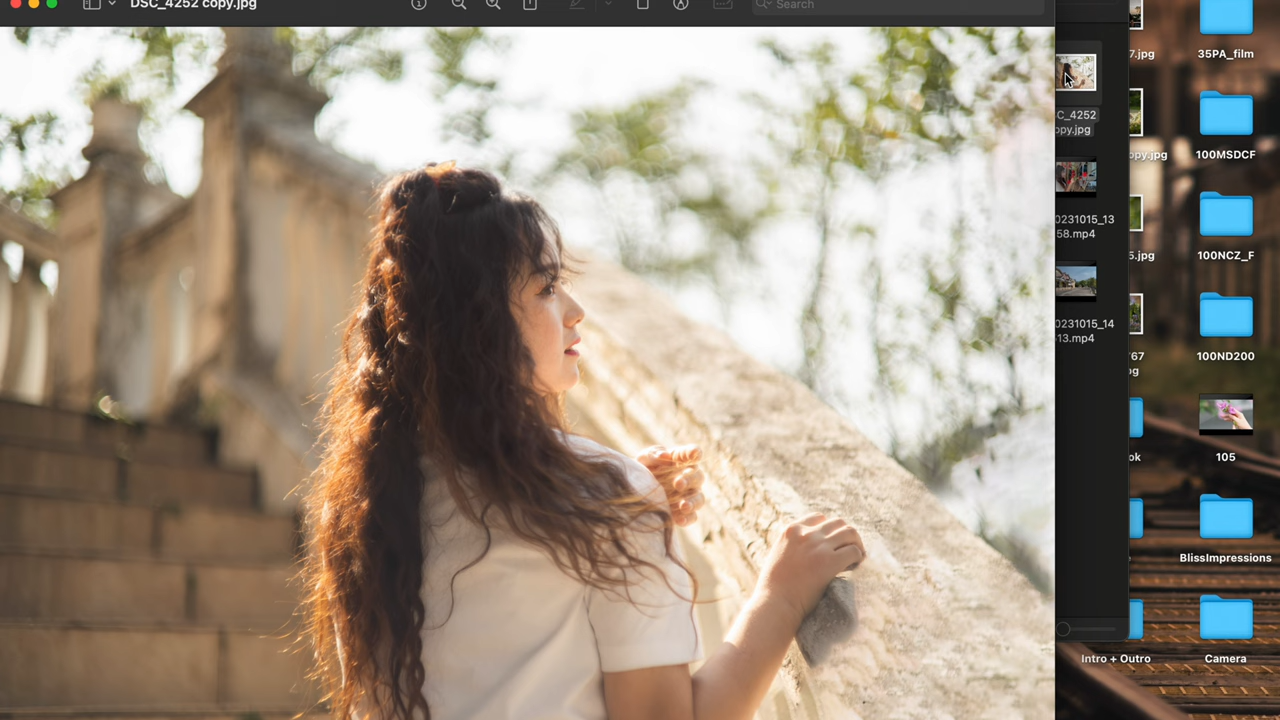 DSC_4252 copy.jpg
Search
7.jpg
35PA_film
C_4252
opy.jpg
opy.jpg
100MSDCF
0231015_13
58.mp4
5.jpg
100NCZ_F
0231015_14
13.mp4
767
pg
100ND200
ok
105
BlissImpressions
Intro + Outro
Camera